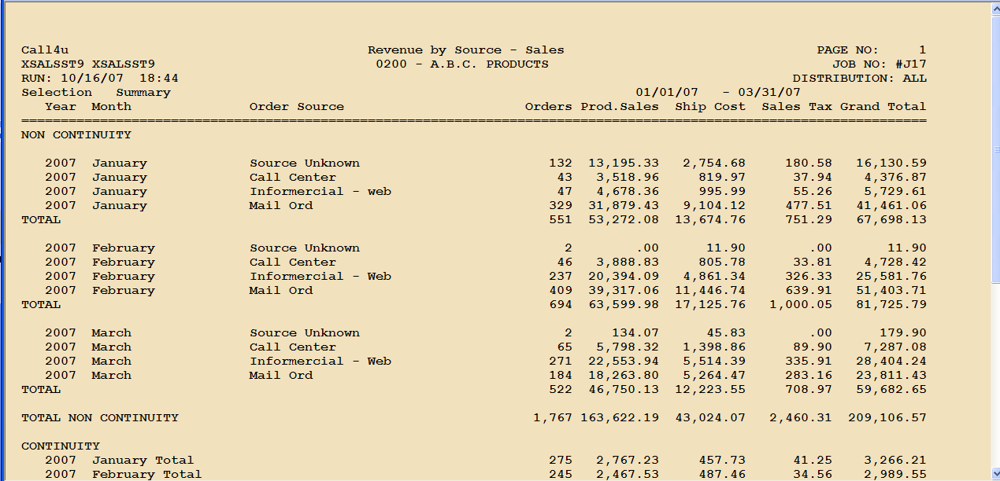 Call4u Revenue by Source - Sales PAGE NO: 1
XSALSST9 XSALSST9 0200 - A.B.C. PRODUCTS JOB NO: #J17
RUN: 10/16/07 18:44 DISTRIBUTION: ALL
Selection Summary 01/01/07 - 03/31/07
Year Month Order Source Orders Prod.Sales Ship Cost Sales Tax Grand Total
NON CONTINUITY
2007 January Source Unknown 132 13,195.33 2,754.68 180.58 16,130.59
2007 January Call Center 43 3,518.96 819.97 37.94 4,376.87
2007 January Informercial - web 47 4,678.36 995.99 55.26 5,729.61
2007 January Mail Ord 329 31,879.43 9,104.12 477.51 41,461.06
TOTAL 551 53,272.08 13,674.76 751.29 67,698.13
2007 February Source Unknown 2 .00 11.90 .00 11.90
2007 February Call Center 46 3,888.83 805.78 33.81 4,728.42
2007 February Informercial - Web 237 20,394.09 4,861.34 326.33 25,581.76
2007 February Mail Ord 409 39,317.06 11,446.74 639.91 51,403.71
TOTAL 694 63,599.98 17,125.76 1,000.05 81,725.79
2007 March Source Unknown 2 134.07 45.83 .00 179.90
2007 March Call Center 65 5,798.32 1,398.86 89.90 7,287.08
2007 March Informercial - Web 271 22,553.94 5,514.39 335.91 28,404.24
2007 March Mail Ord 184 18,263.80 5,264.47 283.16 23,811.43
TOTAL 522 46,750.13 12,223.55 708.97 59,682.65
TOTAL NON CONTINUITY 1,767 163,622.19 43,024.07 2,460.31 209,106.57
CONTINUITY
2007 January Total 275 2,767.23 457.73 41.25 3,266.21
2007 February Total 245 2,467.53 487.46 34.56 2,989.55